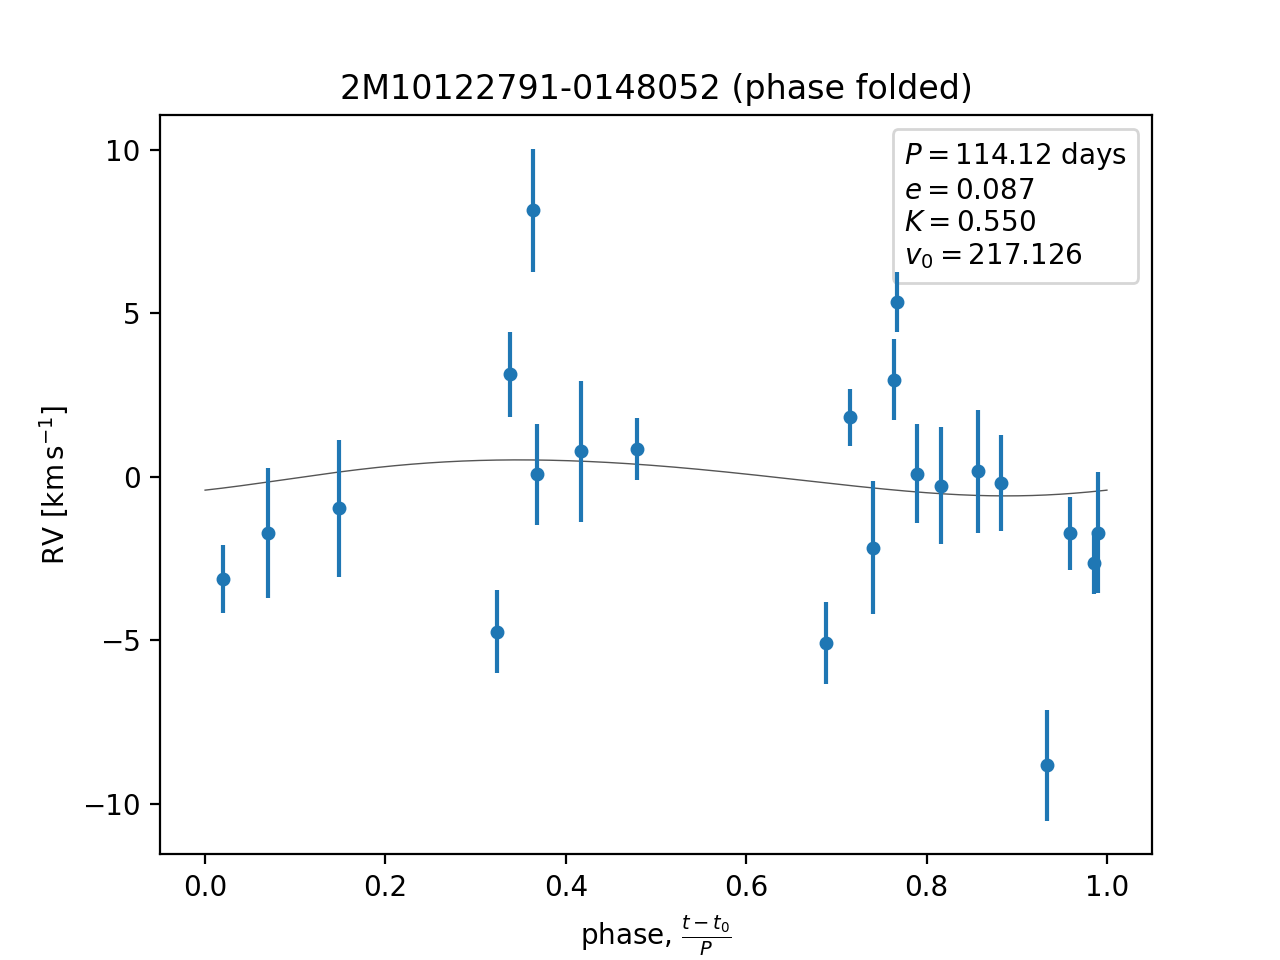 2M10122791-0148052 (phase folded)
P = 114.12 days
e = 0.087
K = 0.550
v₀ = 217.126
10
5
0
−5
−10
RV [km s⁻¹]
0.0 0.2 0.4 0.6 0.8 1.0
phase, (t − t₀)/P